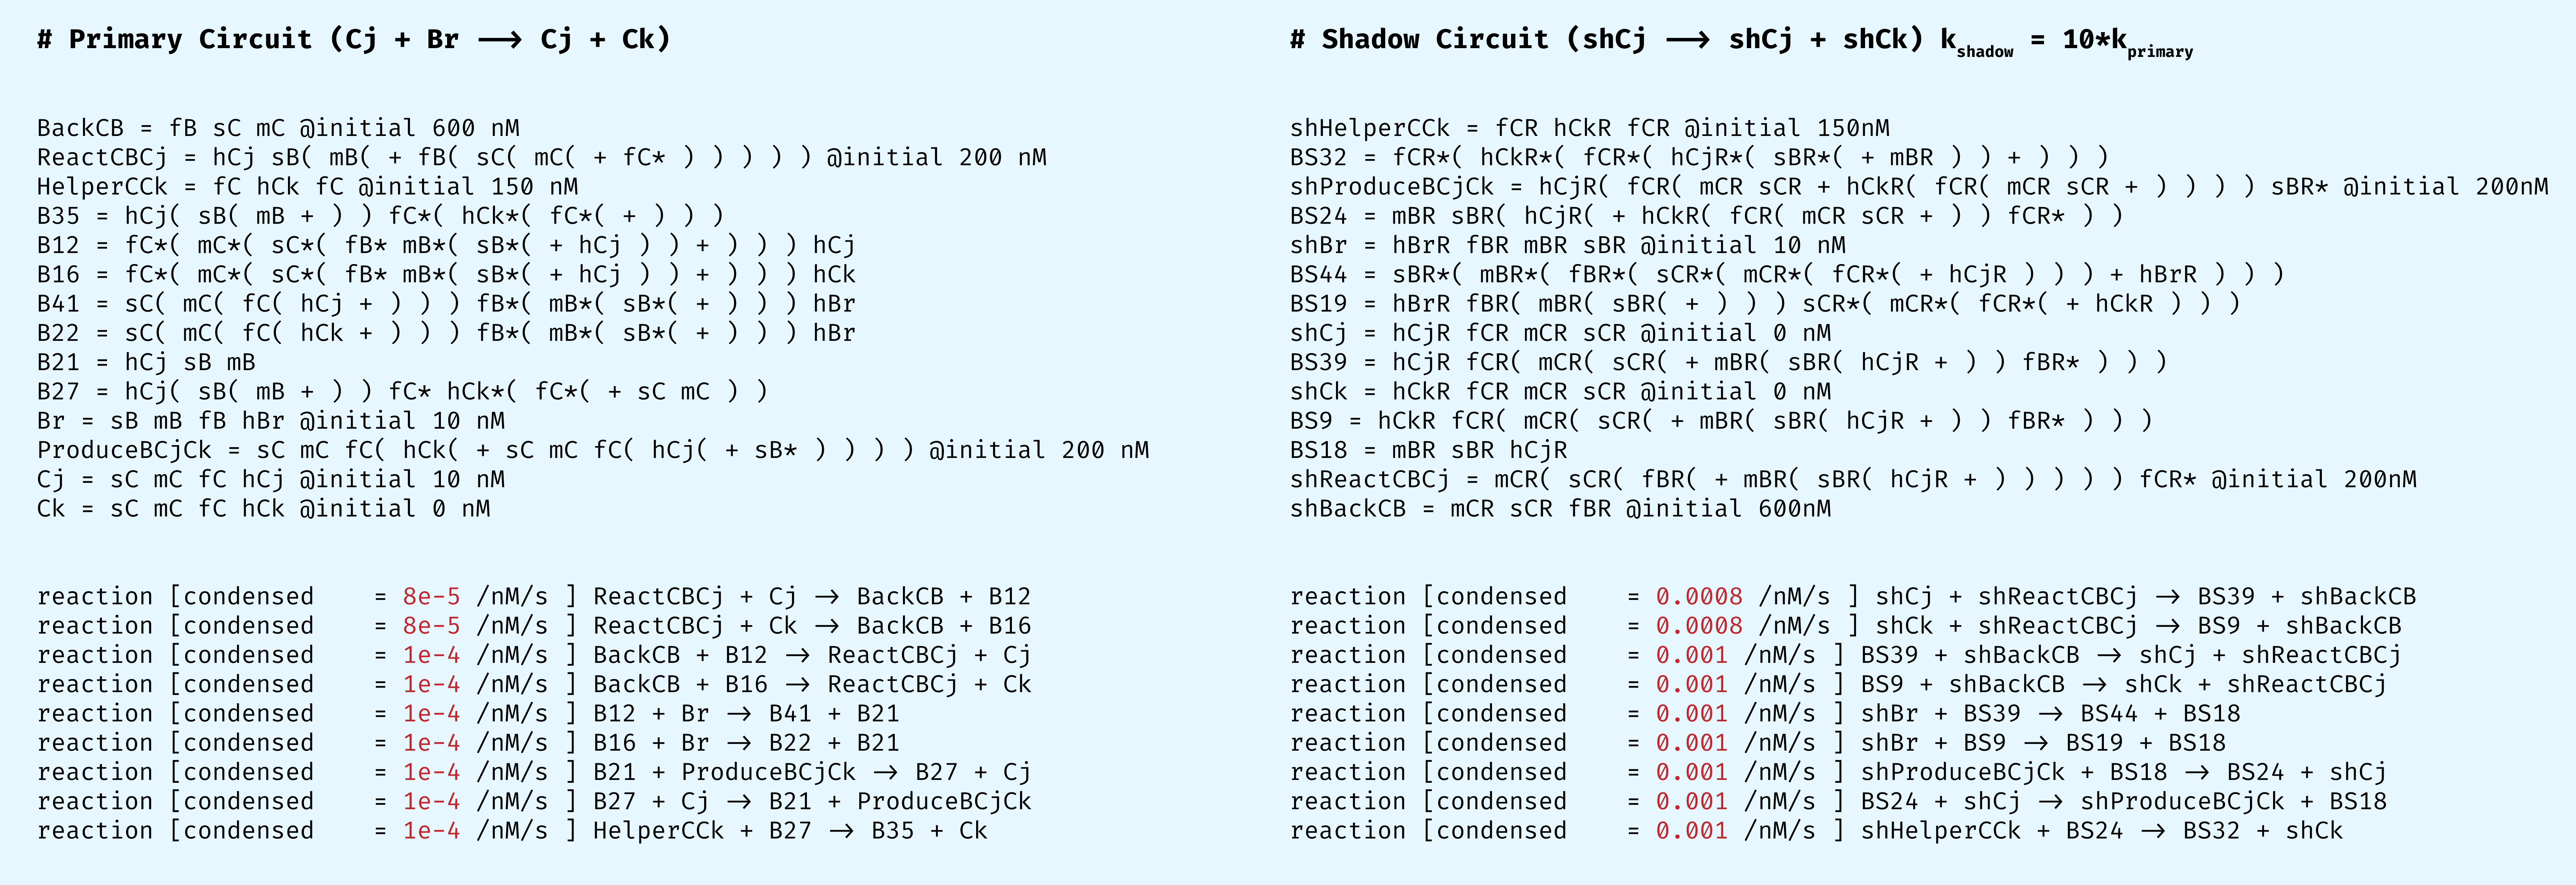 # Primary Circuit (Cj + Br ⟶ Cj + Ck)
BackCB = fB sC mC @initial 600 nM
ReactCBCj = hCj sB( mB( + fB( sC( mC( + fC* ) ) ) ) ) @initial 200 nM
HelperCCk = fC hCk fC @initial 150 nM
B35 = hCj( sB( mB + ) ) fC*( hCk*( fC*( + ) ) )
B12 = fC*( mC*( sC*( fB* mB*( sB*( + hCj ) ) + ) ) ) hCj
B16 = fC*( mC*( sC*( fB* mB*( sB*( + hCj ) ) + ) ) ) hCk
B41 = sC( mC( fC( hCj + ) ) ) fB*( mB*( sB*( + ) ) ) hBr
B22 = sC( mC( fC( hCk + ) ) ) fB*( mB*( sB*( + ) ) ) hBr
B21 = hCj sB mB
B27 = hCj( sB( mB + ) ) fC* hCk*( fC*( + sC mC ) )
Br = sB mB fB hBr @initial 10 nM
ProduceBCjCk = sC mC fC( hCk( + sC mC fC( hCj( + sB* ) ) ) ) @initial 200 nM
Cj = sC mC fC hCj @initial 10 nM
Ck = sC mC fC hCk @initial 0 nM
reaction [condensed = 8e-5 /nM/s ] ReactCBCj + Cj → BackCB + B12
reaction [condensed = 8e-5 /nM/s ] ReactCBCj + Ck → BackCB + B16
reaction [condensed = 1e-4 /nM/s ] BackCB + B12 → ReactCBCj + Cj
reaction [condensed = 1e-4 /nM/s ] BackCB + B16 → ReactCBCj + Ck
reaction [condensed = 1e-4 /nM/s ] B12 + Br → B41 + B21
reaction [condensed = 1e-4 /nM/s ] B16 + Br → B22 + B21
reaction [condensed = 1e-4 /nM/s ] B21 + ProduceBCjCk → B27 + Cj
reaction [condensed = 1e-4 /nM/s ] B27 + Cj → B21 + ProduceBCjCk
reaction [condensed = 1e-4 /nM/s ] HelperCCk + B27 → B35 + Ck
# Shadow Circuit (shCj ⟶ shCj + shCk) kshadow = 10*kprimary
shHelperCCk = fCR hCkR fCR @initial 150nM
BS32 = fCR*( hCkR*( fCR*( hCjR*( sBR*( + mBR ) ) + ) ) )
shProduceBCjCk = hCjR( fCR( mCR sCR + hCkR( fCR( mCR sCR + ) ) ) ) sBR* @initial 200nM
BS24 = mBR sBR( hCjR( + hCkR( fCR( mCR sCR + ) ) fCR* ) )
shBr = hBrR fBR mBR sBR @initial 10 nM
BS44 = sBR*( mBR*( fBR*( sCR*( mCR*( fCR*( + hCjR ) ) ) + hBrR ) ) )
BS19 = hBrR fBR( mBR( sBR( + ) ) ) sCR*( mCR*( fCR*( + hCkR ) ) )
shCj = hCjR fCR mCR sCR @initial 0 nM
BS39 = hCjR fCR( mCR( sCR( + mBR( sBR( hCjR + ) ) fBR* ) ) )
shCk = hCkR fCR mCR sCR @initial 0 nM
BS9 = hCkR fCR( mCR( sCR( + mBR( sBR( hCjR + ) ) fBR* ) ) )
BS18 = mBR sBR hCjR
shReactCBCj = mCR( sCR( fBR( + mBR( sBR( hCjR + ) ) ) ) ) fCR* @initial 200nM
shBackCB = mCR sCR fBR @initial 600nM
reaction [condensed = 0.0008 /nM/s ] shCj + shReactCBCj → BS39 + shBackCB
reaction [condensed = 0.0008 /nM/s ] shCk + shReactCBCj → BS9 + shBackCB
reaction [condensed = 0.001 /nM/s ] BS39 + shBackCB → shCj + shReactCBCj
reaction [condensed = 0.001 /nM/s ] BS9 + shBackCB → shCk + shReactCBCj
reaction [condensed = 0.001 /nM/s ] shBr + BS39 → BS44 + BS18
reaction [condensed = 0.001 /nM/s ] shBr + BS9 → BS19 + BS18
reaction [condensed = 0.001 /nM/s ] shProduceBCjCk + BS18 → BS24 + shCj
reaction [condensed = 0.001 /nM/s ] BS24 + shCj → shProduceBCjCk + BS18
reaction [condensed = 0.001 /nM/s ] shHelperCCk + BS24 → BS32 + shCk